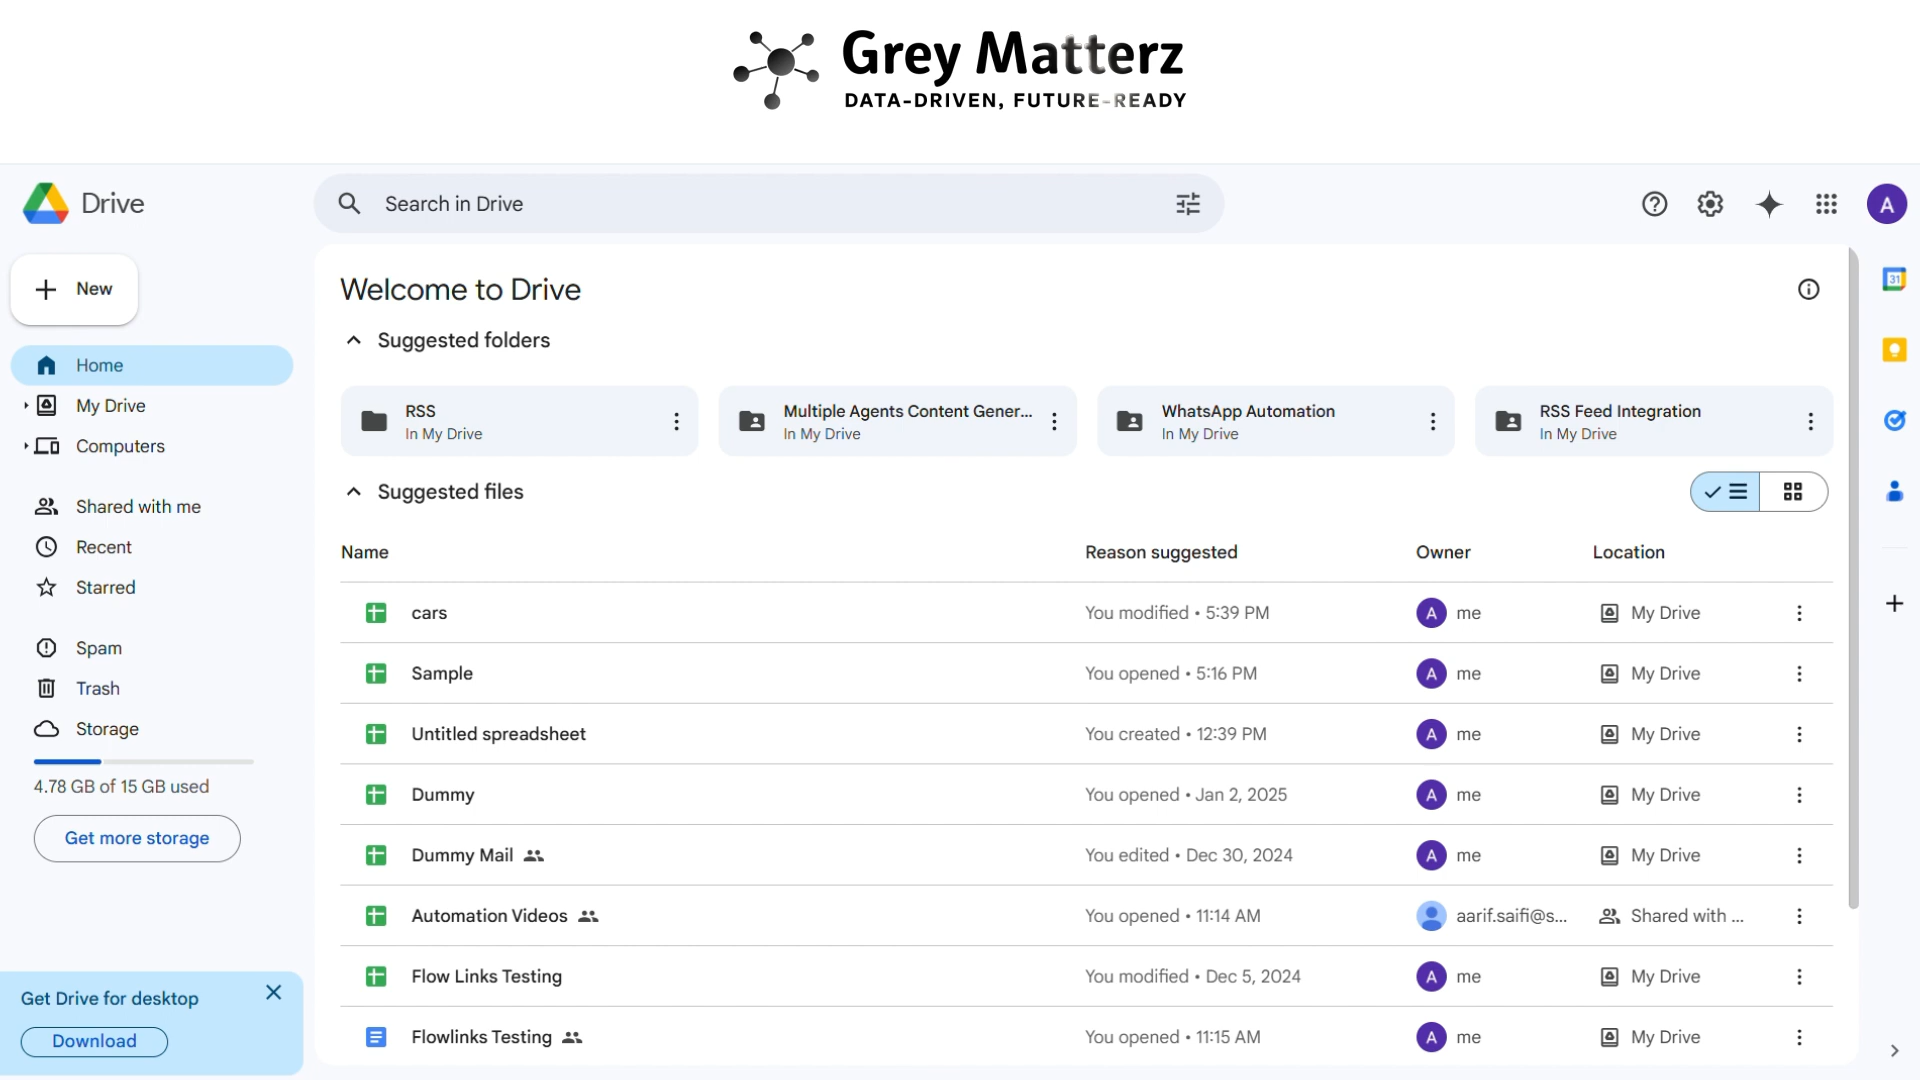 Grey Matterz
DATA-DRIVEN, FUTURE-READY
Drive
Search in Drive
A
New
Home
My Drive
Computers
Shared with me
Recent
Starred
Spam
Trash
Storage
4.78 GB of 15 GB used
Get more storage
Get Drive for desktop
Download
Welcome to Drive
Suggested folders
RSS
In My Drive
Multiple Agents Content Gener...
In My Drive
WhatsApp Automation
In My Drive
RSS Feed Integration
In My Drive
Suggested files
Name Reason suggested Owner Location
cars You modified • 5:39 PM A me My Drive
Sample You opened • 5:16 PM A me My Drive
Untitled spreadsheet You created • 12:39 PM A me My Drive
Dummy You opened • Jan 2, 2025 A me My Drive
Dummy Mail You edited • Dec 30, 2024 A me My Drive
Automation Videos You opened • 11:14 AM aarif.saifi@s... Shared with ...
Flow Links Testing You modified • Dec 5, 2024 A me My Drive
Flowlinks Testing You opened • 11:15 AM A me My Drive
31